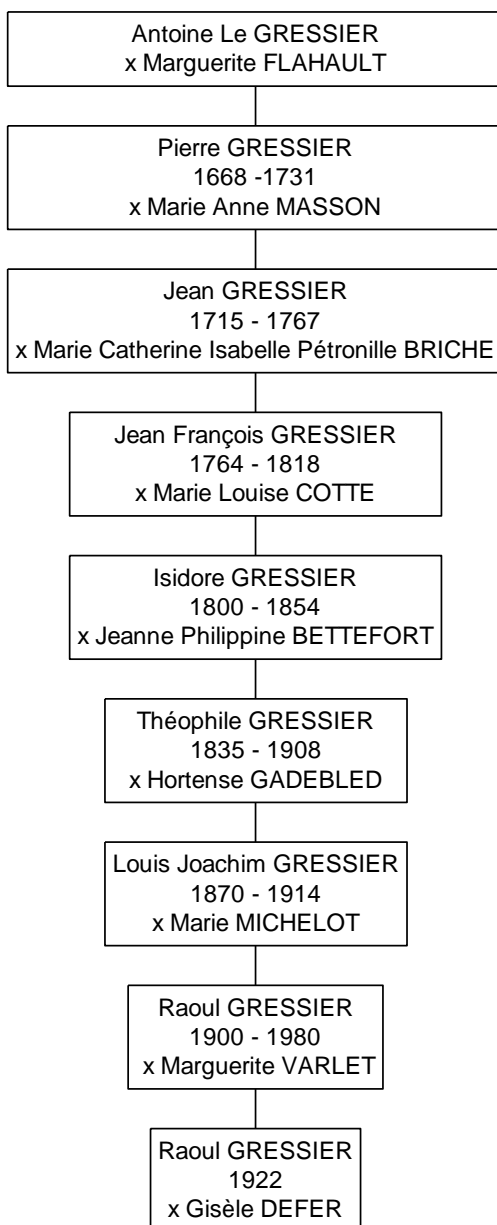 Antoine Le GRESSIER
x Marguerite FLAHAULT
Pierre GRESSIER
1668 -1731
x Marie Anne MASSON
Jean GRESSIER
1715 - 1767
x Marie Catherine Isabelle Pétronille BRICHE
Jean François GRESSIER
1764 - 1818
x Marie Louise COTTE
Isidore GRESSIER
1800 - 1854
x Jeanne Philippine BETTEFORT
Théophile GRESSIER
1835 - 1908
x Hortense GADEBLED
Louis Joachim GRESSIER
1870 - 1914
x Marie MICHELOT
Raoul GRESSIER
1900 - 1980
x Marguerite VARLET
Raoul GRESSIER
1922
x Gisèle DEFER